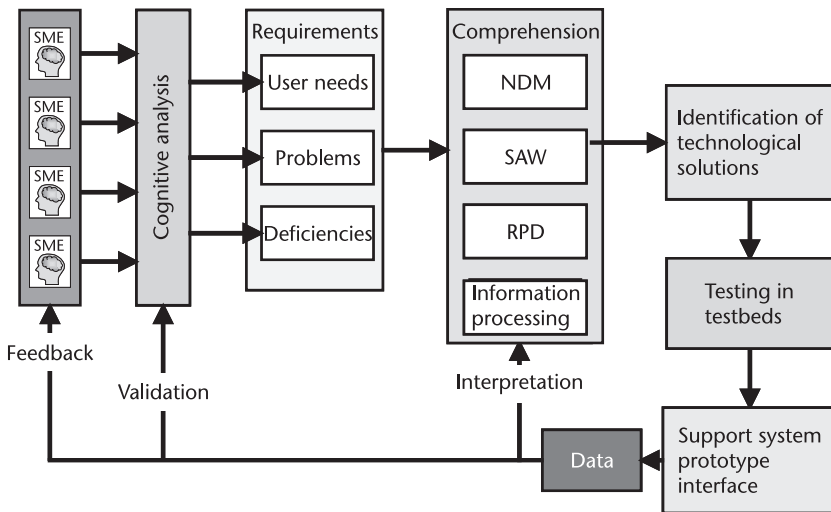 SME
SME
SME
SME
Cognitive analysis
Requirements
User needs
Problems
Deficiencies
Comprehension
NDM
SAW
RPD
Information
processing
Identification of
technological
solutions
Testing in
testbeds
Support system
prototype
interface
Data
Interpretation
Validation
Feedback